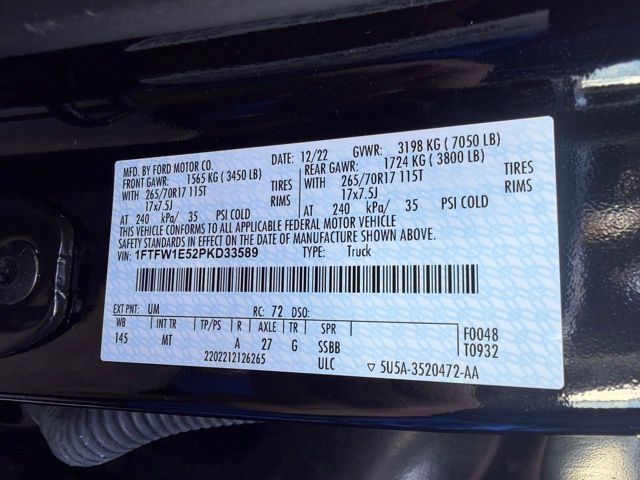 MFD. BY FORD MOTOR CO. DATE: 12/22 GVWR: 3198 KG (7050 LB)
FRONT GAWR: 1565 KG (3450 LB) REAR GAWR: 1724 KG (3800 LB)
WITH 265/70R17 115T TIRES WITH 265/70R17 115T TIRES
17x7.5J RIMS 17x7.5J RIMS
AT 240 kPa/ 35 PSI COLD AT 240 kPa/ 35 PSI COLD
THIS VEHICLE CONFORMS TO ALL APPLICABLE FEDERAL MOTOR VEHICLE
SAFETY STANDARDS IN EFFECT ON THE DATE OF MANUFACTURE SHOWN ABOVE.
VIN: 1FTFW1E52PKD33589 TYPE: Truck
EXT PNT: UM RC: 72 DSO:
WB INT TR TP/PS R AXLE TR SPR F0048
145 MT A 27 G SSBB T0932
2202212126265 ULC ▽ 5U5A-3520472-AA